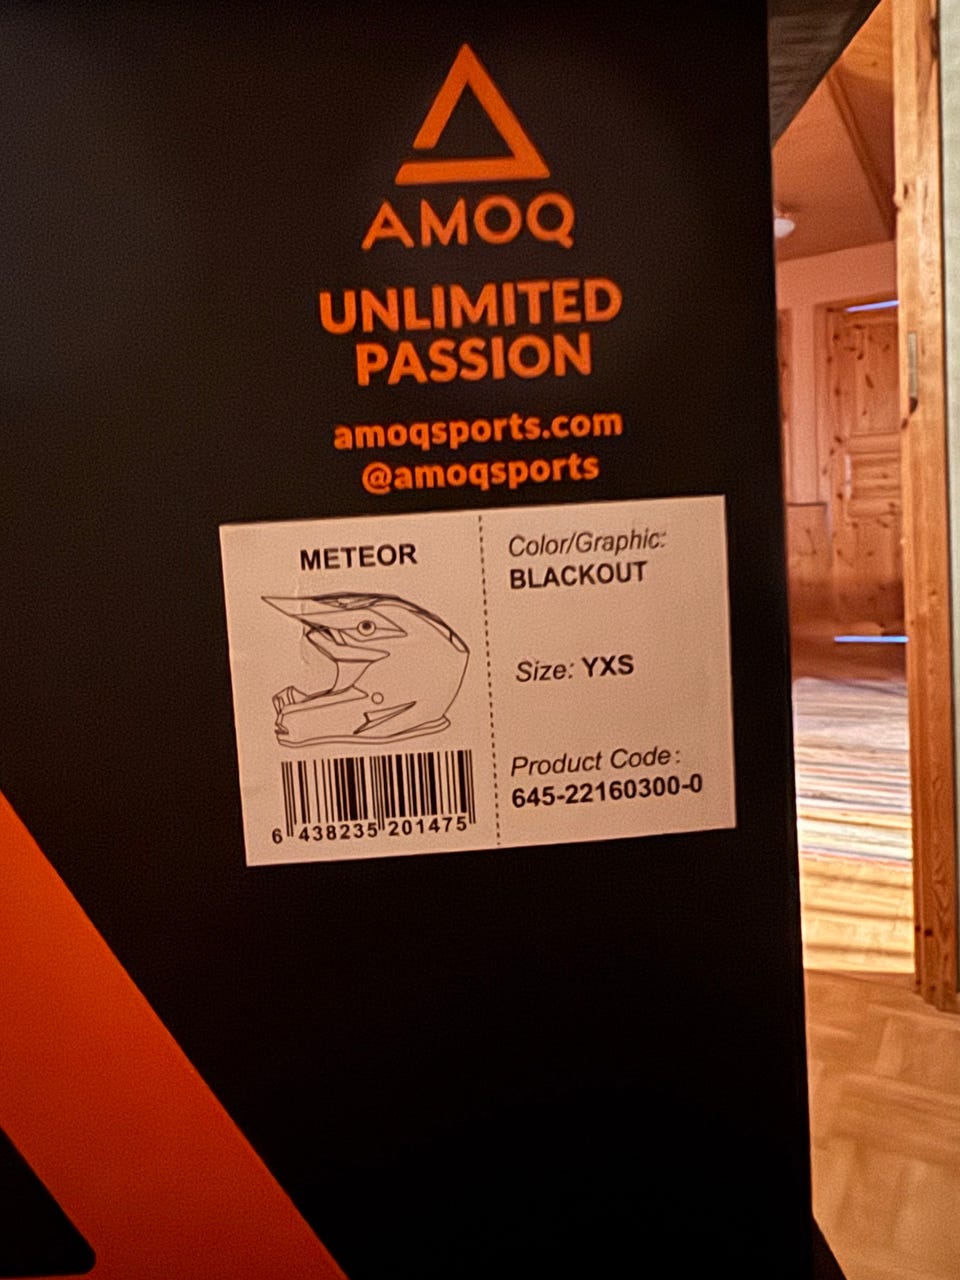 AMOQ
UNLIMITED
PASSION
amoqsports.com
@amoqsports
METEOR
6 438235 201475
Color/Graphic:
BLACKOUT
Size: YXS
Product Code:
645-22160300-0